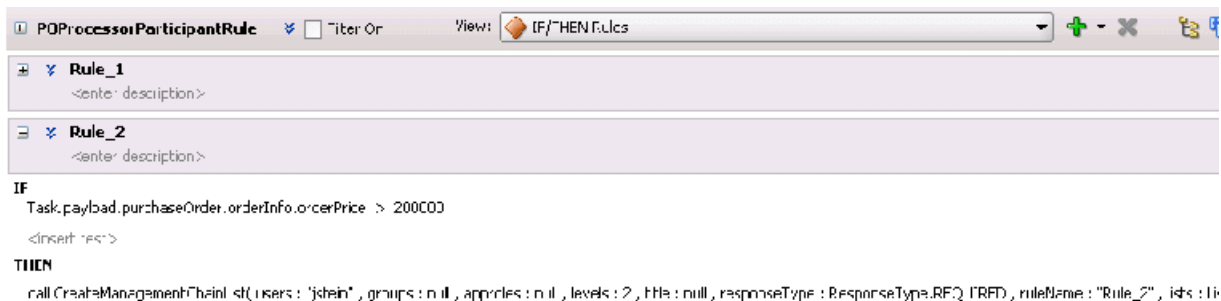 POProcessorParticipantRule Filter On View: IF/THEN Rules
Rule_1
<enter description>
Rule_2
<enter description>
IF
Task.payload.purchaseOrder.orderInfo.orderPrice > 200000
<insert test>
THEN
call CreateManagementChainList( users : "jstein" , groups : null , approles : null , levels : 2 , title : null , responseType : ResponseType.REQUIRED , ruleName : "Rule_2" , lists : Lis